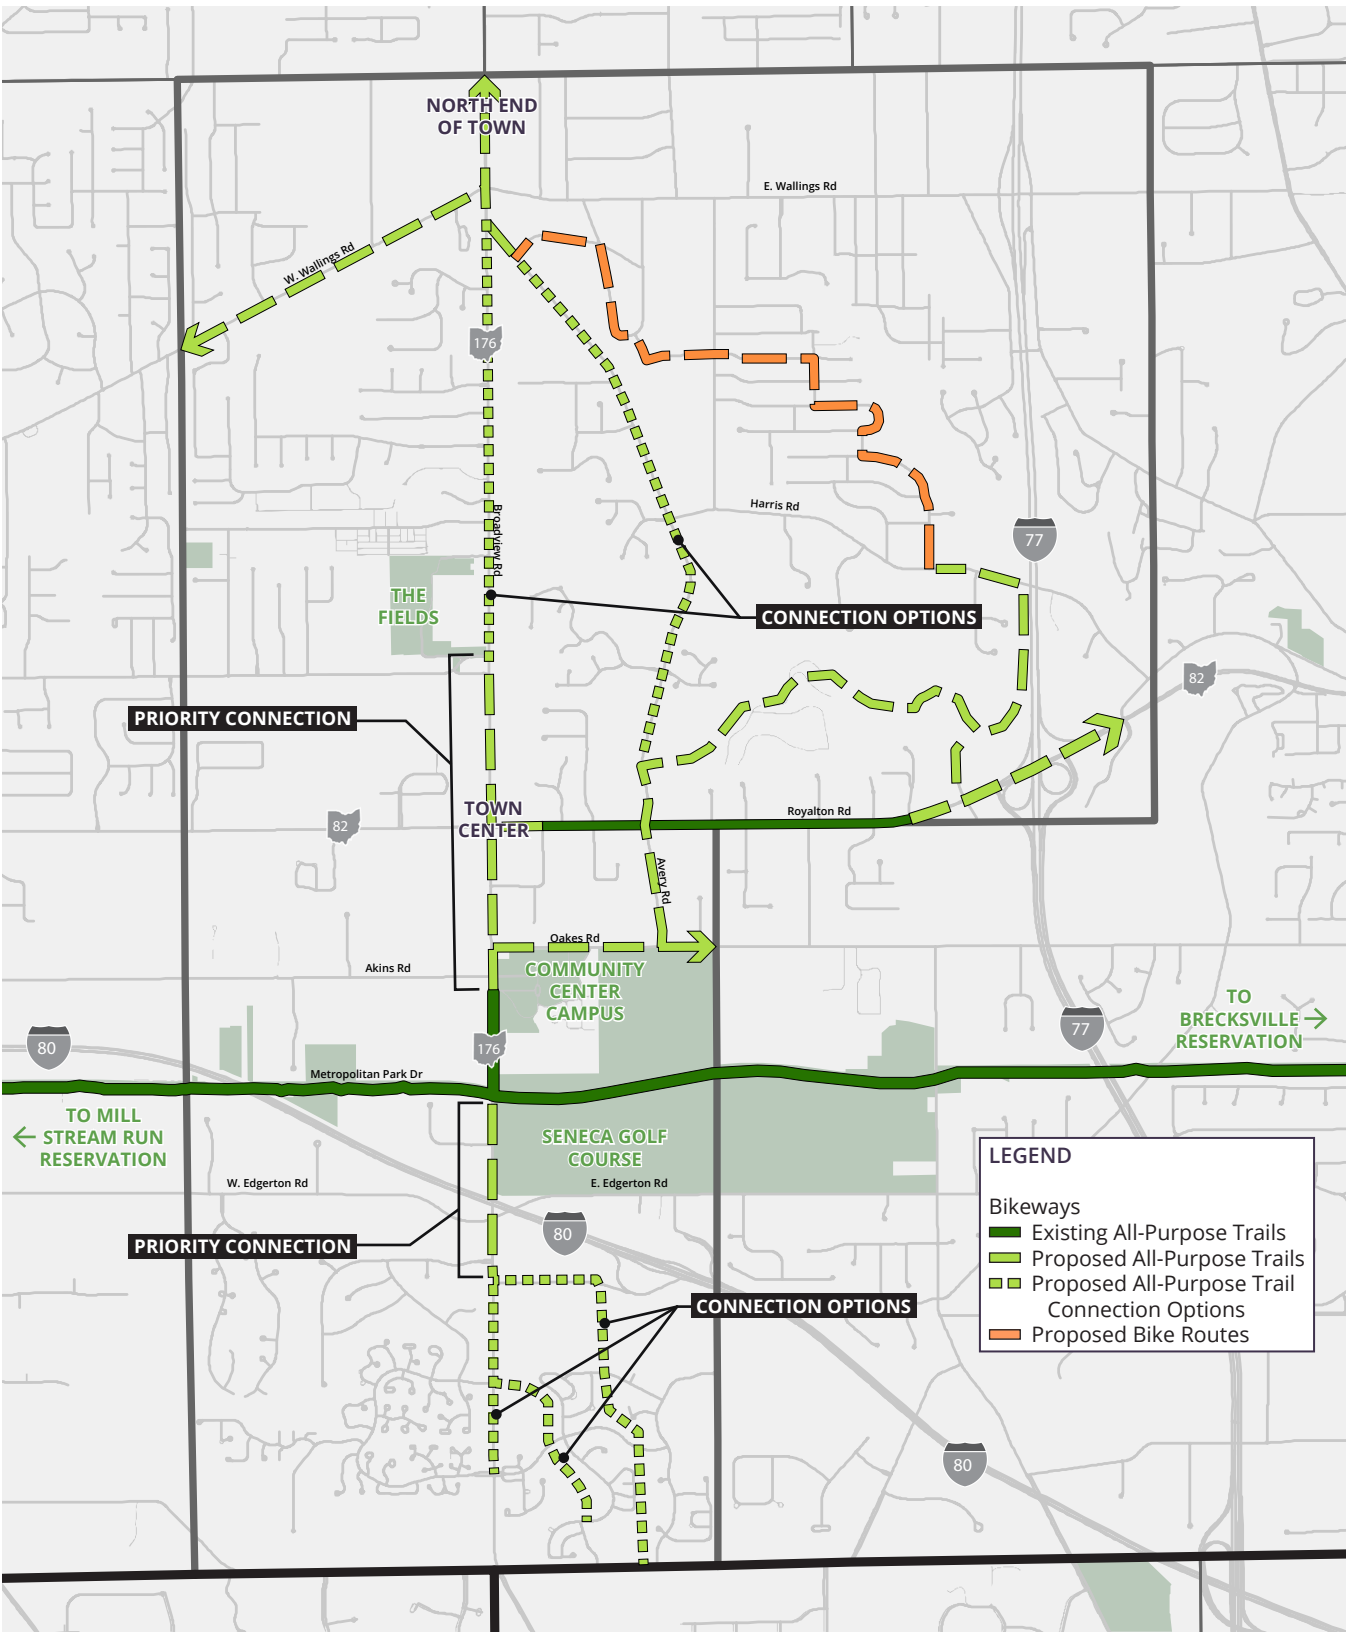 NORTH END
OF TOWN
E. Wallings Rd
W. Wallings Rd
176
Harris Rd
Broadview Rd
77
THE
FIELDS
CONNECTION OPTIONS
82
PRIORITY CONNECTION
TOWN
CENTER
Royalton Rd
82
Avery Rd
Oakes Rd
Akins Rd
COMMUNITY
CENTER
CAMPUS
TO
BRECKSVILLE
RESERVATION
77
80
176
Metropolitan Park Dr
TO MILL
STREAM RUN
RESERVATION
SENECA GOLF
COURSE
W. Edgerton Rd
E. Edgerton Rd
80
PRIORITY CONNECTION
CONNECTION OPTIONS
LEGEND
Bikeways
Existing All-Purpose Trails
Proposed All-Purpose Trails
Proposed All-Purpose Trail
Connection Options
Proposed Bike Routes
80